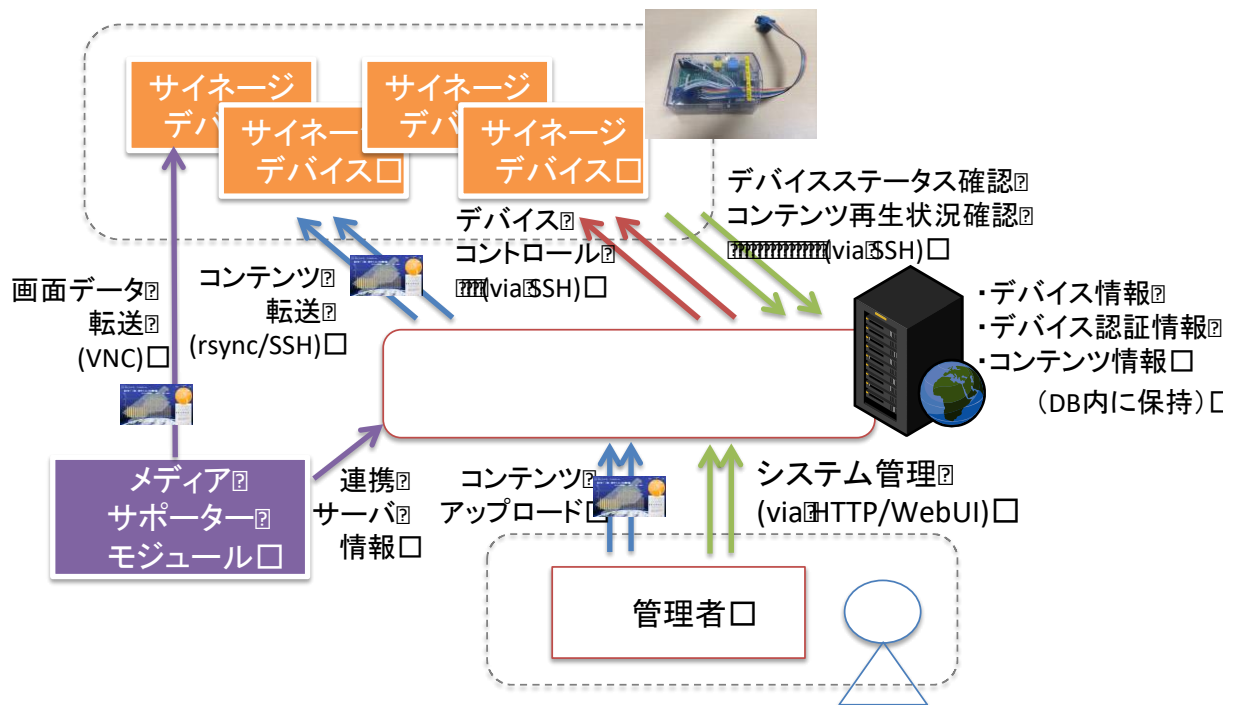 サイネージ
デバイス
サイネージ
デバイス
サイネージ
サイネージ
デバイス
デバイスステータス確認
コンテンツ再生状況確認
(via SSH)
デバイス
コントロール
(via SSH)
コンテンツ
転送
(rsync/SSH)
画面データ
転送
(VNC)
・デバイス情報
・デバイス認証情報
・コンテンツ情報
(DB内に保持)
メディア
サポーター
モジュール
連携
サーバ
情報
コンテンツ
アップロード
システム管理
(via HTTP/WebUI)
管理者